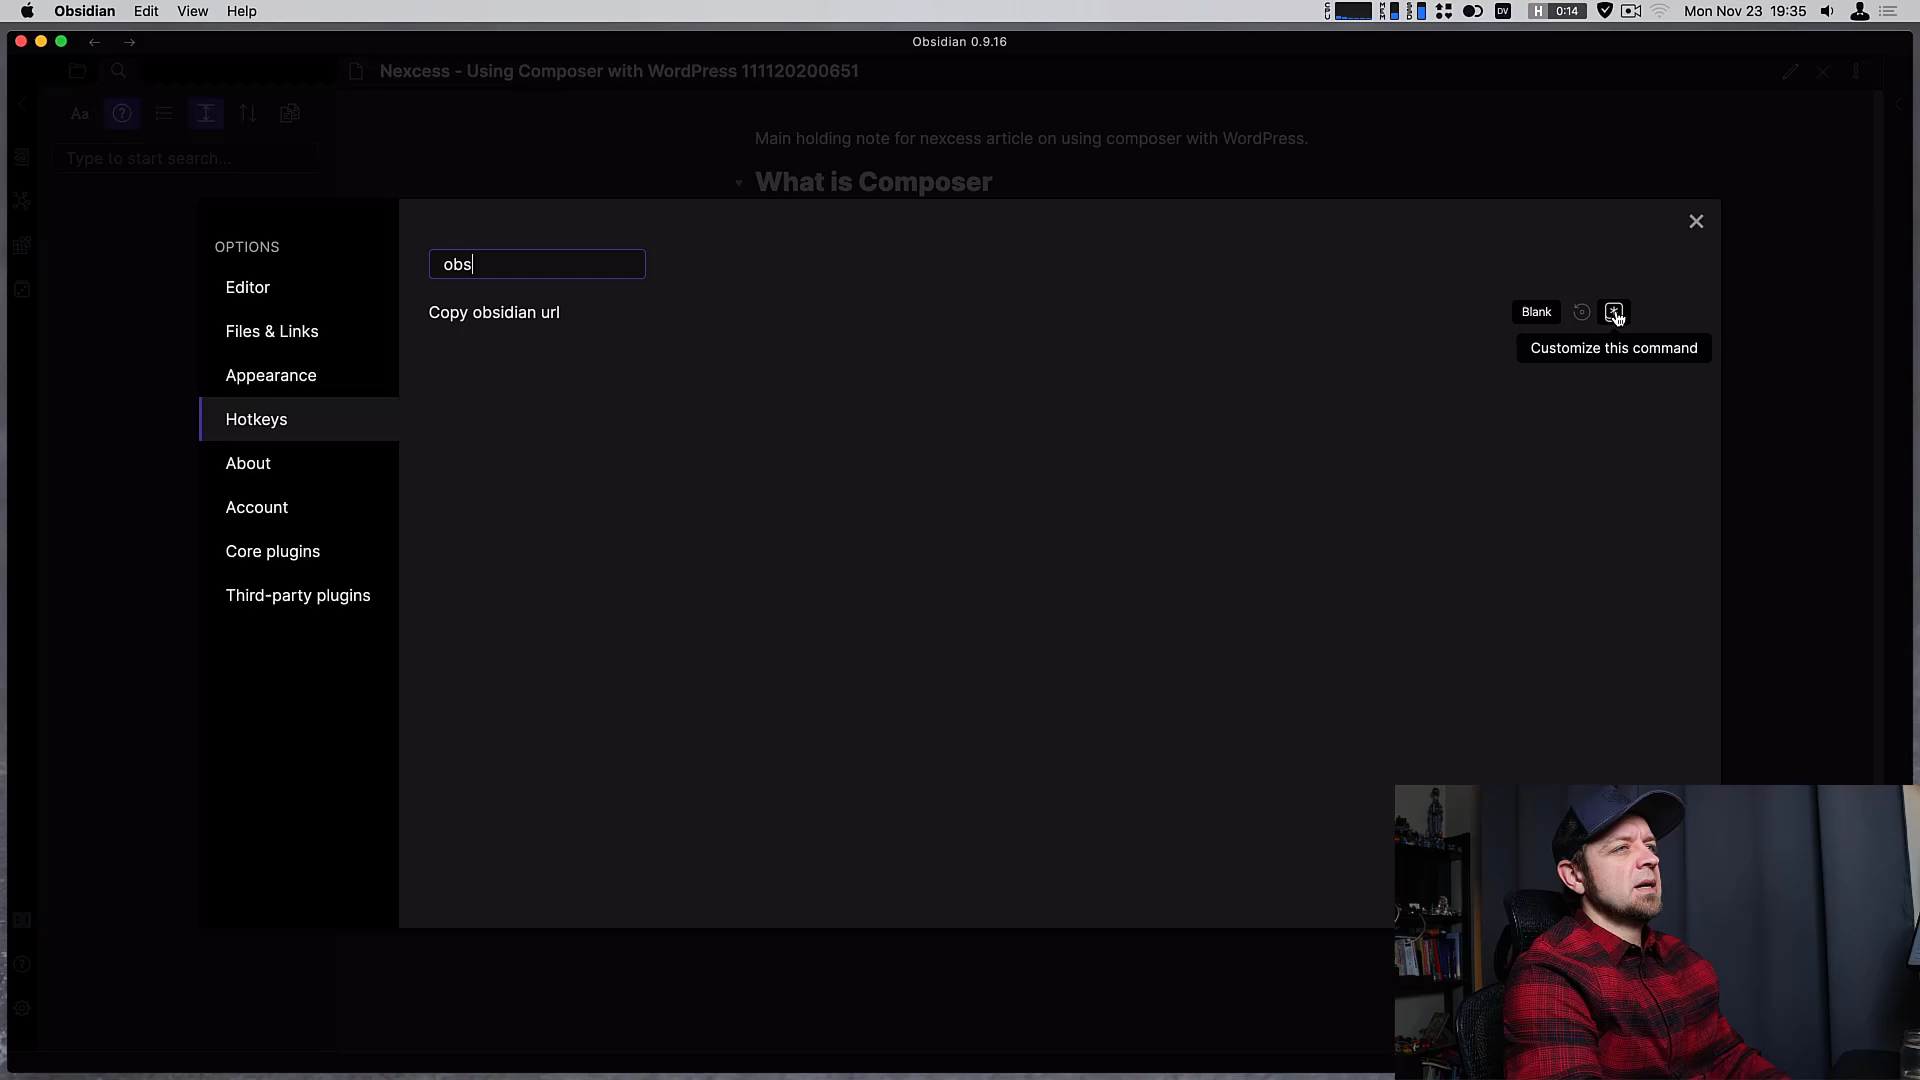 Obsidian Edit View Help
DV H 0:14 Mon Nov 23 19:35
Obsidian 0.9.16
Nexcess - Using Composer with WordPress 111120200651
Aa
Type to start search...
Main holding note for nexcess article on using composer with WordPress.
What is Composer
OPTIONS
Editor
Files & Links
Appearance
Hotkeys
About
Account
Core plugins
Third-party plugins
obs
Copy obsidian url
Blank
Customize this command